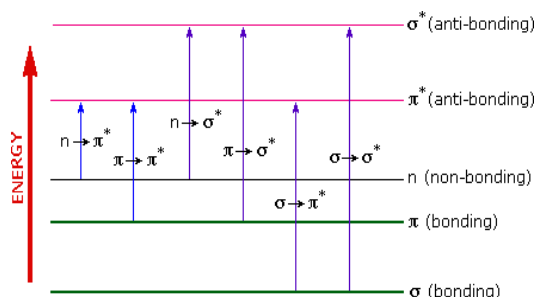 σ* (anti-bonding)
π* (anti-bonding)
n→σ*
n→π*
π→π*
π→σ*
σ→σ*
n (non-bonding)
σ→π*
π (bonding)
σ (bonding)
ENERGY